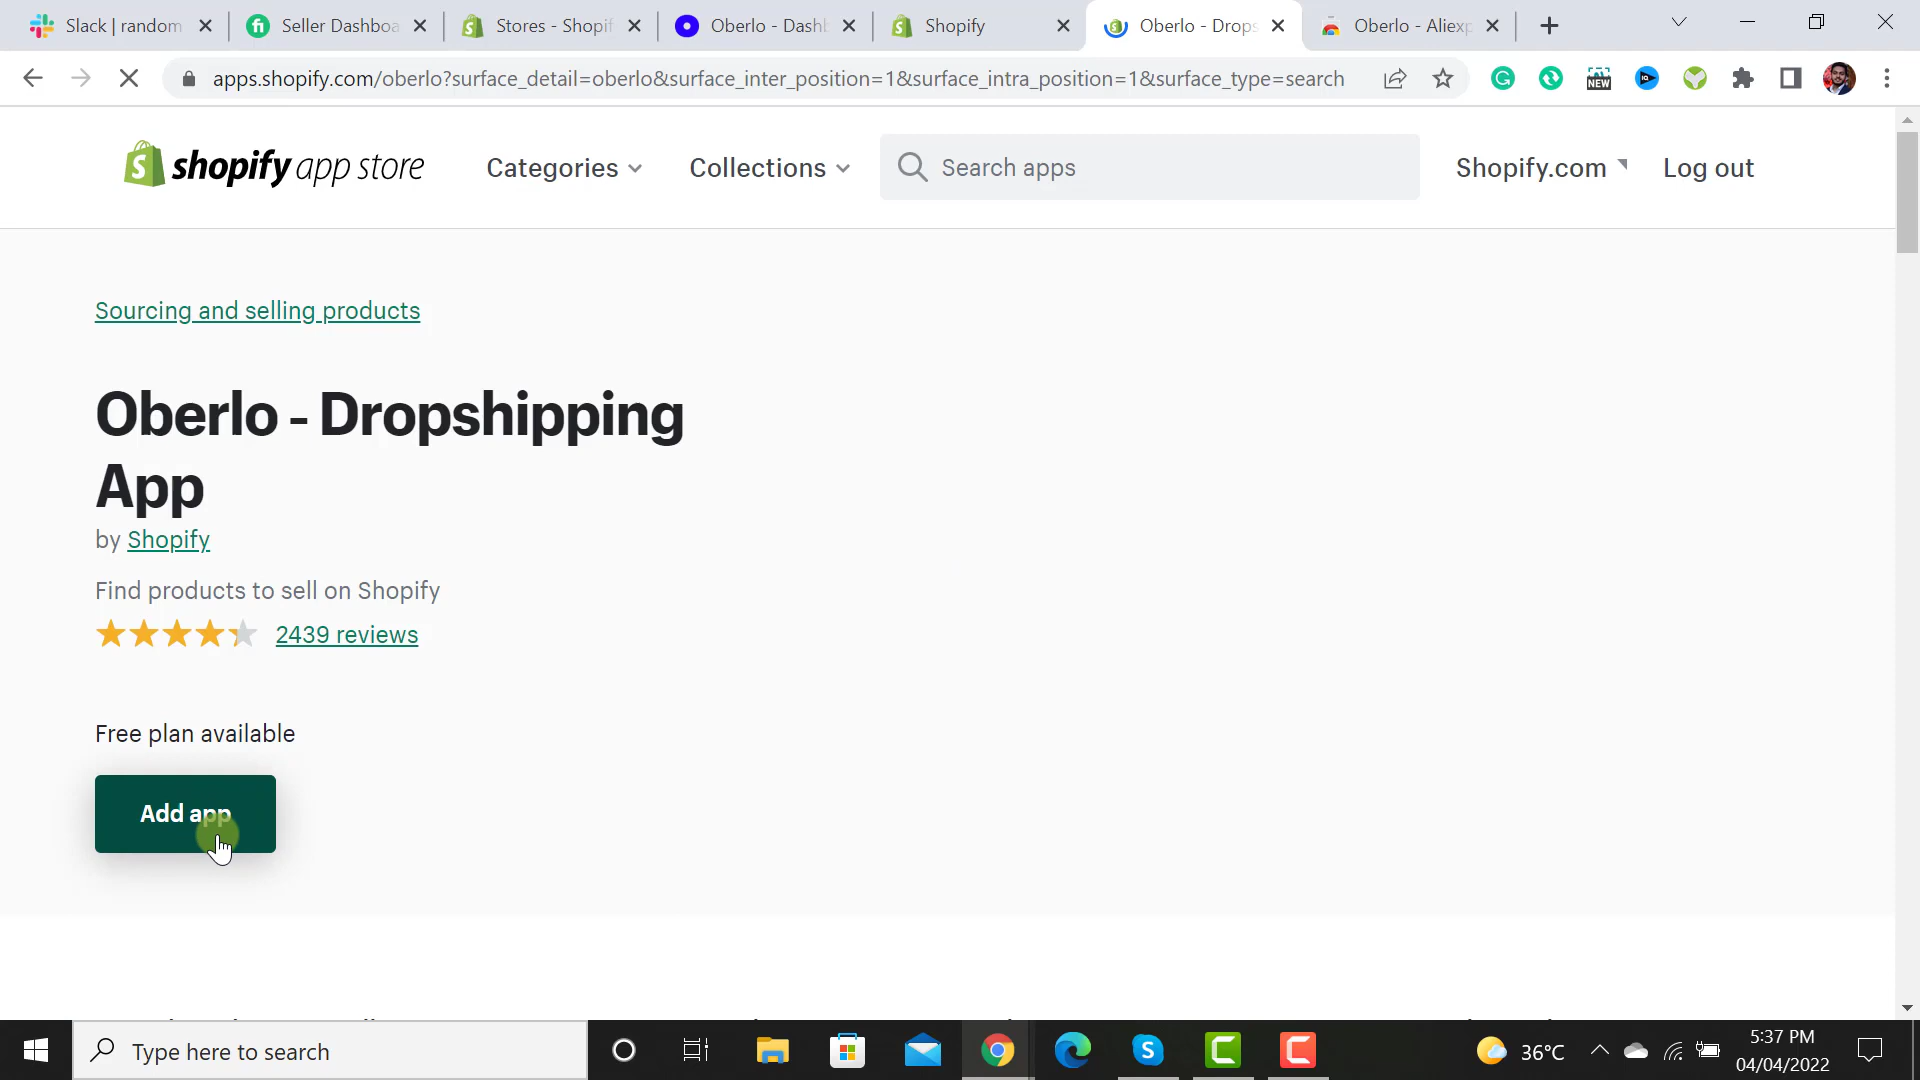 Slack | random
Seller Dashboa
Stores - Shopif
Oberlo - Dashb
Shopify
Oberlo - Drops
Oberlo - Aliexp
apps.shopify.com/oberlo?surface_detail=oberlo&surface_inter_position=1&surface_intra_position=1&surface_type=search
NEW
shopify app store
Categories
Collections
Search apps
Shopify.com
Log out
Sourcing and selling products
Oberlo - Dropshipping
App
by Shopify
Find products to sell on Shopify
2439 reviews
Free plan available
Add app
Type here to search
36°C
5:37 PM
04/04/2022